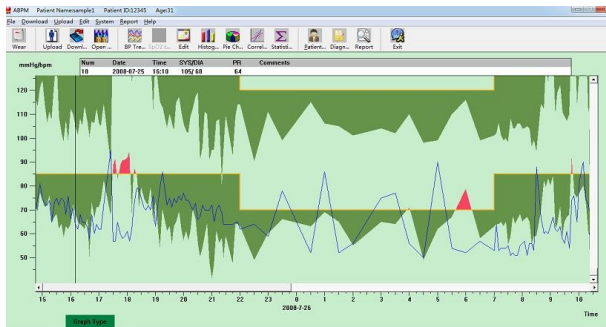 ABPM Patient Name:sample1 Patient ID:12345 Age:31
File Download Upload Edit System Report Help
Wear Upload Downl... Open ... BP Tre... SpO2 t... Edit Histog... Pie Ch... Correl... Statisti... Patient... Diagn... Report Exit
mmHg/bpm
Num Date Time SYS/DIA PR Comments
10 2008-07-25 16:10 105/ 60 64
120
110
100
90
80
70
60
50
15 16 17 18 19 20 21 22 23 0 1 2 3 4 5 6 7 8 9 10
2008-7-26
Time
Graph Type